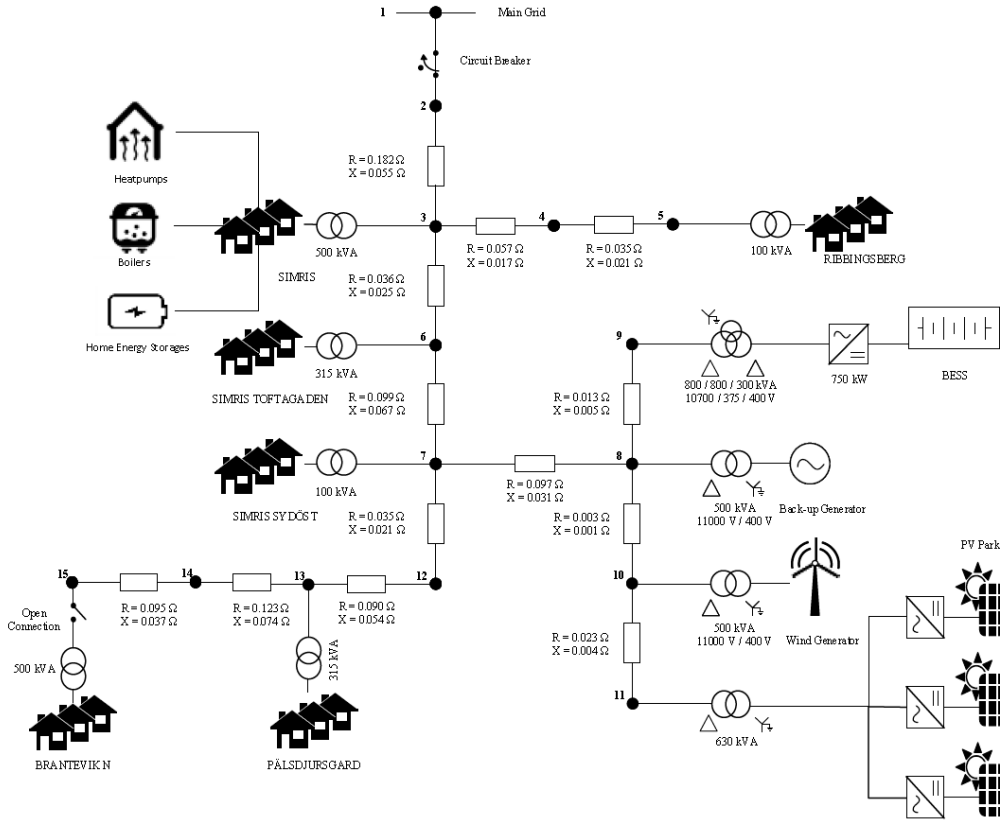 1
Main Grid
Circuit Breaker
2
R = 0.182 Ω
X = 0.055 Ω
Heatpumps
Boilers
Home Energy Storages
SIMRIS
500 kVA
3
R = 0.057 Ω
X = 0.017 Ω
4
R = 0.035 Ω
X = 0.021 Ω
5
100 kVA
RIBBINGSBERG
R = 0.036 Ω
X = 0.025 Ω
6
315 kVA
SIMRIS TOFTAGADEN
R = 0.099 Ω
X = 0.067 Ω
9
800 / 800 / 300 kVA
10700 / 375 / 400 V
750 kW
BESS
R = 0.013 Ω
X = 0.005 Ω
7
100 kVA
SIMRIS SYDÖST
R = 0.097 Ω
X = 0.031 Ω
8
500 kVA
11000 V / 400 V
Back-up Generator
R = 0.035 Ω
X = 0.021 Ω
R = 0.003 Ω
X = 0.001 Ω
10
500 kVA
11000 V / 400 V
Wind Generator
PV Park
15
R = 0.095 Ω
X = 0.037 Ω
14
R = 0.123 Ω
X = 0.074 Ω
13
R = 0.090 Ω
X = 0.054 Ω
12
Open
Connection
500 kVA
BRANTEVIKN
315 kVA
PÄLSDJURSGARD
R = 0.023 Ω
X = 0.004 Ω
11
630 kVA